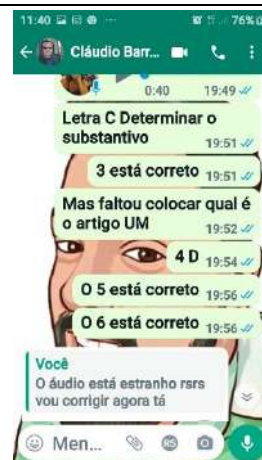 11:40 76%
Cláudio Barr...
0:40 19:49
Letra C Determinar o
substantivo 19:51
3 está correto 19:51
Mas faltou colocar qual é
o artigo UM 19:52
4 D 19:54
O 5 está correto 19:56
O 6 está correto 19:56
Você
O áudio está estranho rsrs
vou corrigir agora tá
Men...